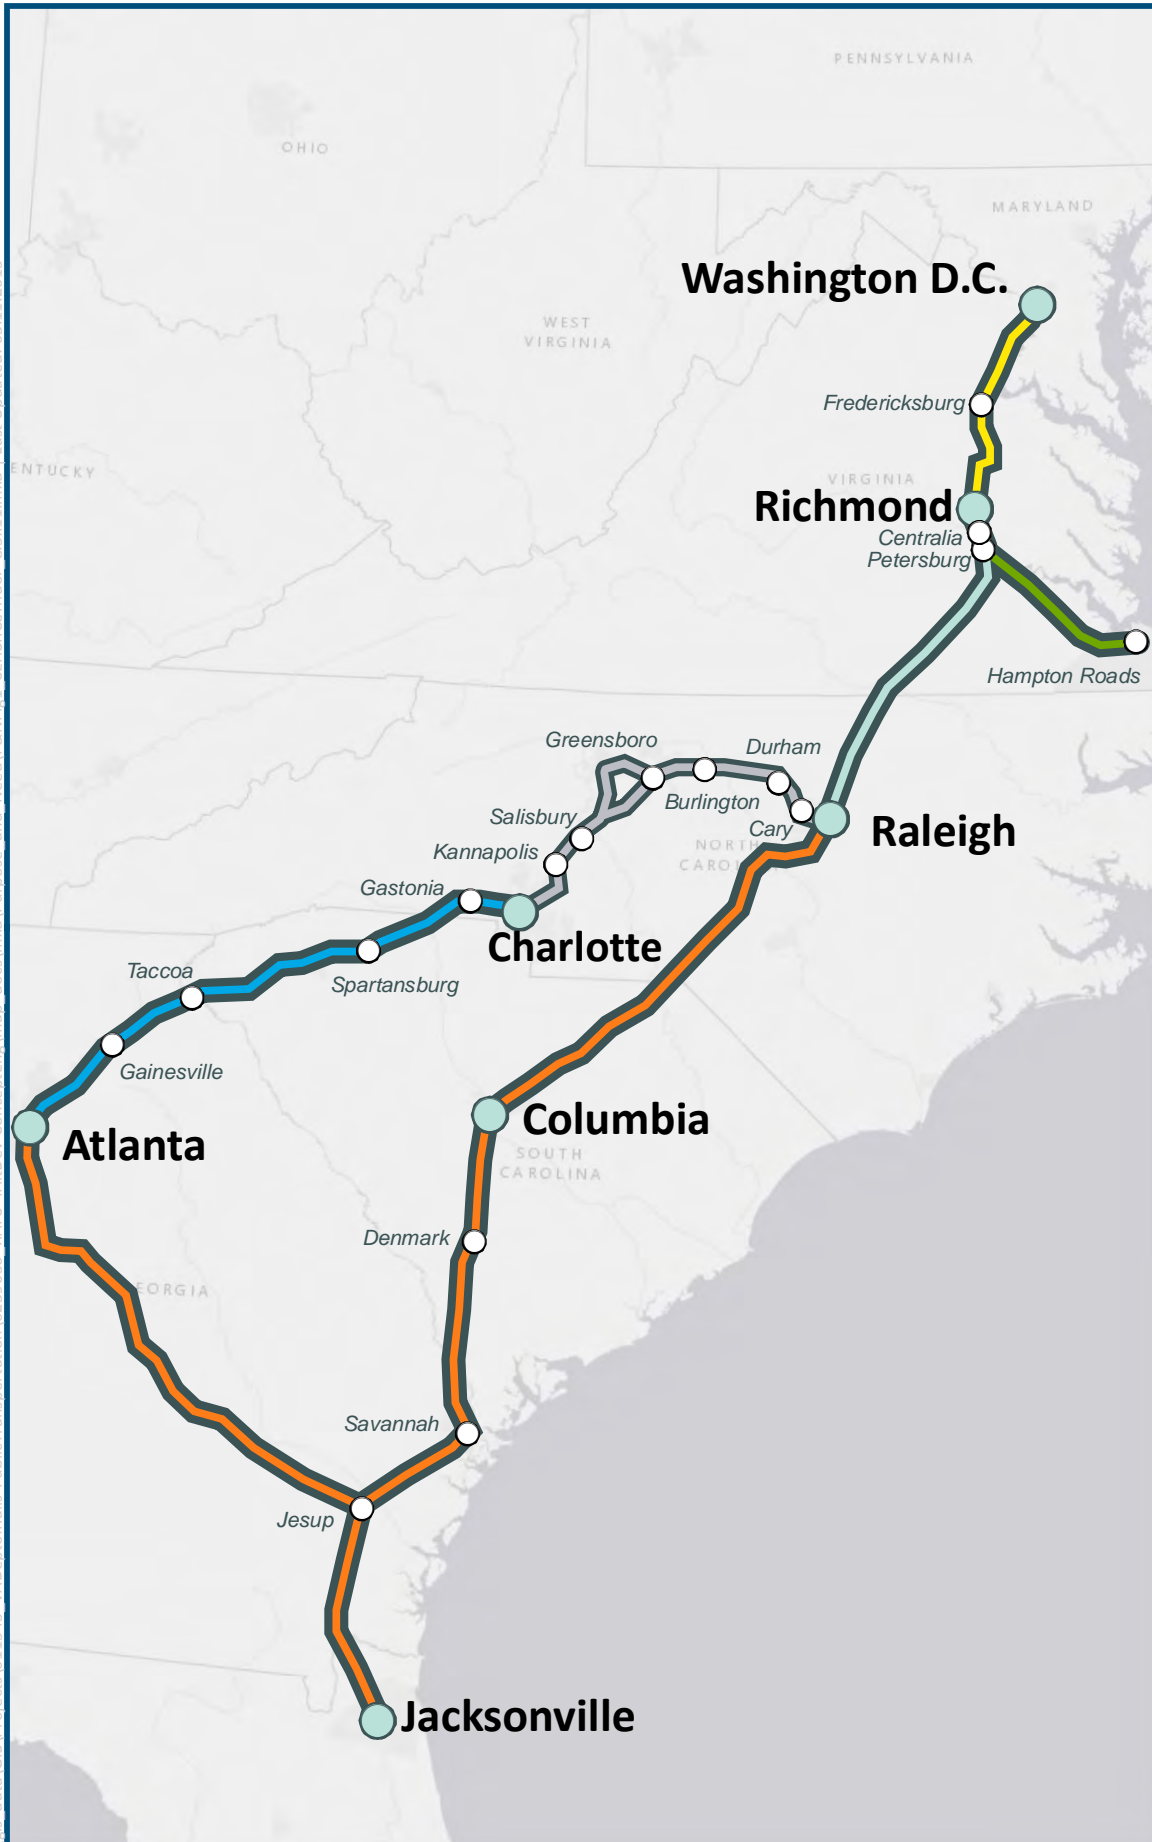 PENNSYLVANIA
OHIO
MARYLAND
Washington D.C.
WEST
VIRGINIA
Fredericksburg
ENTUCKY
VIRGINIA
Richmond
Centralia
Petersburg
Hampton Roads
Greensboro
Durham
Burlington
Salisbury
Cary
Raleigh
NORTH
Kannapolis
Gastonia
Charlotte
Taccoa
Spartansburg
Gainesville
Columbia
Atlanta
SOUTH
CAROLINA
Denmark
EORGIA
Savannah
Jesup
Jacksonville